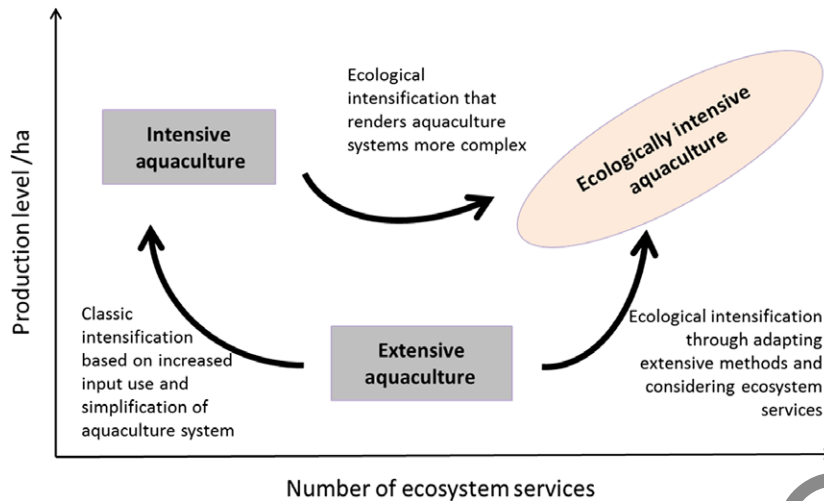 Production level /ha
Intensive
aquaculture
Ecological
intensification that
renders aquaculture
systems more complex
Ecologically intensive
aquaculture
Classic
intensification
based on increased
input use and
simplification of
aquaculture system
Extensive
aquaculture
Ecological intensification
through adapting
extensive methods and
considering ecosystem
services
Number of ecosystem services